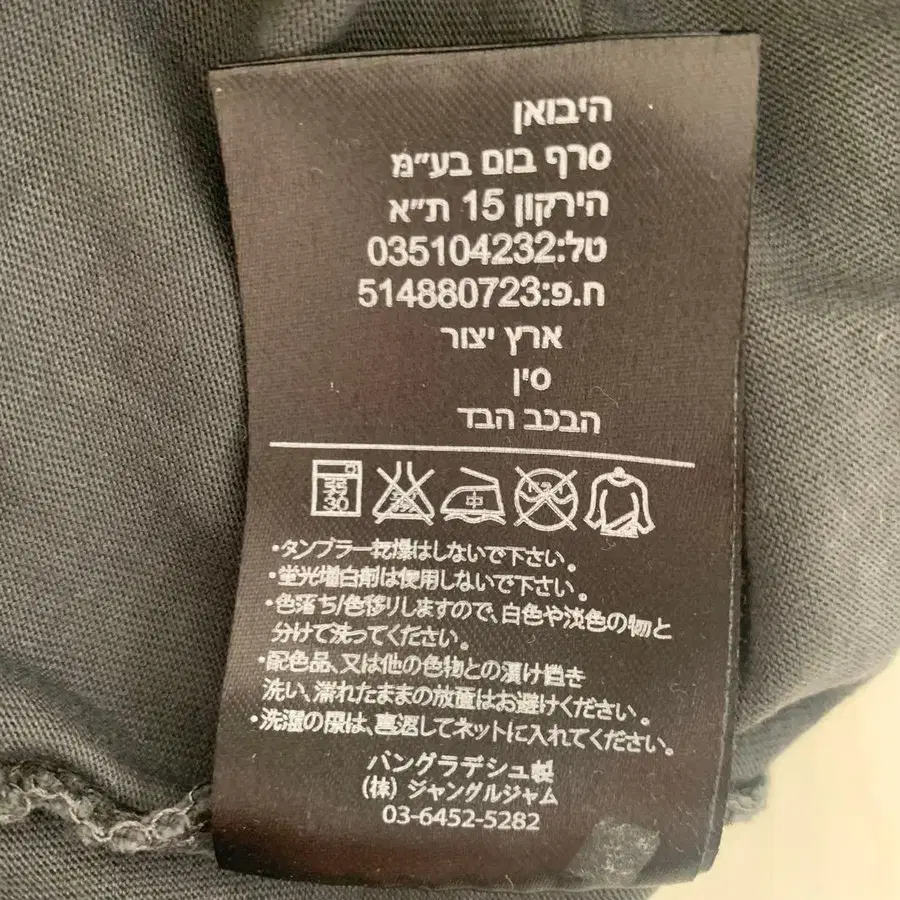 היבואן
סרף בום בע״מ
הירקון 15 ת״א
טל:035104232
ח.פ:514880723
ארץ יצור
סין
הבכב הבד
30
中
・タンブラー乾燥はしないで下さい。
・蛍光増白剤は使用しないで下さい。
・色落ち/色移りしますので、白色や淡色の物と
分けて洗ってください。
・配色品、又は他の色物との漬け置き
洗い、濡れたままの放置はお避けください。
・洗濯の際は、裏返してネットに入れてください。
バングラデシュ製
(株) ジャングルジャム
03-6452-5282